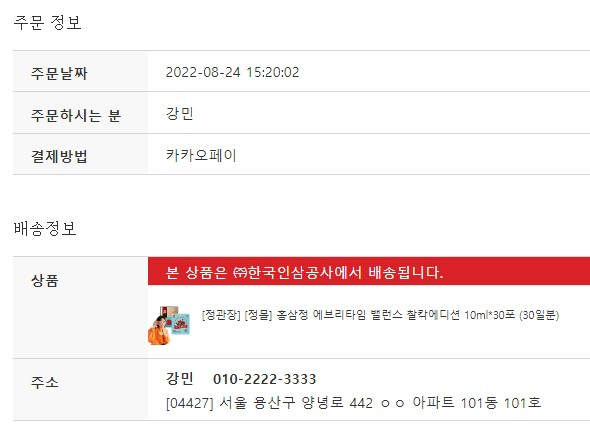 주문 정보
주문날짜 2022-08-24 15:20:02
주문하시는 분 강민
결제방법 카카오페이
배송정보
상품 본 상품은 ㈜한국인삼공사에서 배송됩니다.
[정관장] [정몰] 홍삼정 에브리타임 밸런스 찰칵에디션 10ml*30포 (30일분)
주소 강민 010-2222-3333
[04427] 서울 용산구 양녕로 442 ㅇㅇ 아파트 101동 101호